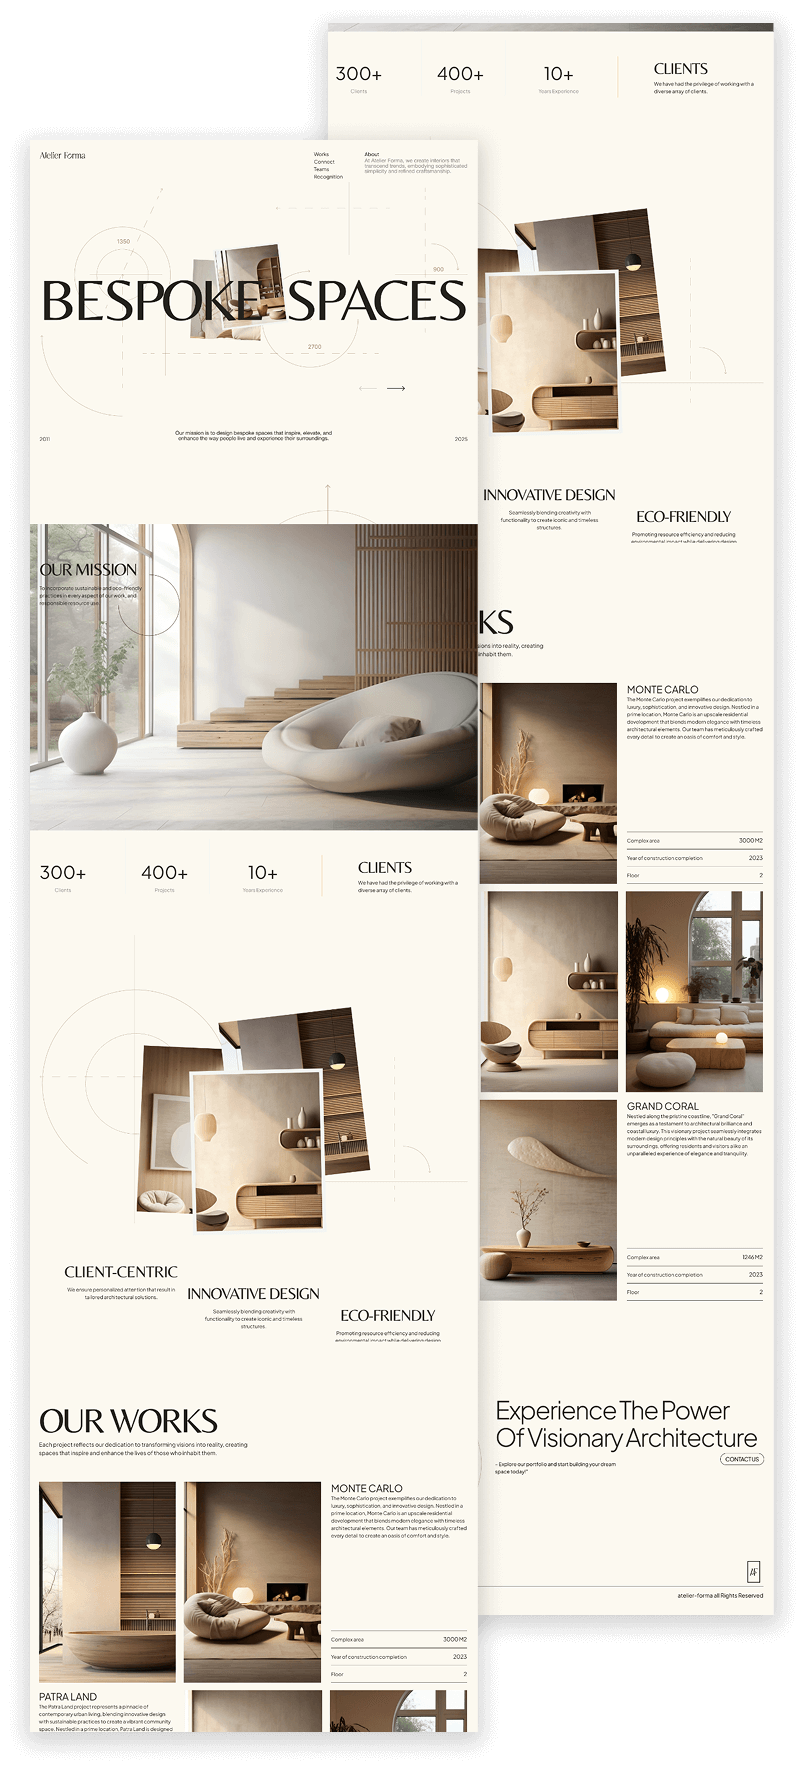 300+
Clients
400+
Projects
10+
Years Experience
CLIENTS
We have had the privilege of working with a
diverse array of clients.
INNOVATIVE DESIGN
Seamlessly blending creativity with
functionality to create iconic and timeless
structures.
ECO-FRIENDLY
Promoting resource efficiency and reducing
environmental impact while delivering design
KS
sions into reality, creating
inhabit them.
MONTE CARLO
The Monte Carlo project exemplifies our dedication to
luxury, sophistication, and innovative design. Nestled in a
prime location, Monte Carlo is an upscale residential
development that blends modern elegance with timeless
architectural elements. Our team has meticulously crafted
every detail to create an oasis of comfort and style.
Complex area 3000 M2
Year of construction completion 2023
Floor 2
GRAND CORAL
Nestled along the pristine coastline, "Grand Coral"
emerges as a testament to architectural brilliance and
coastal luxury. This visionary project seamlessly integrates
modern design principles with the natural beauty of its
surroundings, offering residents and visitors alike an
unparalleled experience of elegance and tranquility.
Complex area 1246 M2
Year of construction completion 2023
Floor 2
Experience The Power
Of Visionary Architecture
- Explore our portfolio and start building your dream
space today!"
CONTACT US
AF
atelier-forma all Rights Reserved
Atelier Forma
Works
Connect
Teams
Recognition
About
At Atelier Forma, we create interiors that
transcend trends, embodying sophisticated
simplicity and refined craftsmanship.
1350
900
BESPOKE SPACES
2700
2011
Our mission is to design bespoke spaces that inspire, elevate, and
enhance the way people live and experience their surroundings.
2025
OUR MISSION
To incorporate sustainable and eco-friendly
practices in every aspect of our work, and
responsible resource use.
300+
Clients
400+
Projects
10+
Years Experience
CLIENTS
We have had the privilege of working with a
diverse array of clients.
CLIENT-CENTRIC
We ensure personalized attention that result in
tailored architectural solutions.
INNOVATIVE DESIGN
Seamlessly blending creativity with
functionality to create iconic and timeless
structures.
ECO-FRIENDLY
Promoting resource efficiency and reducing
environmental impact while delivering design
OUR WORKS
Each project reflects our dedication to transforming visions into reality, creating
spaces that inspire and enhance the lives of those who inhabit them.
MONTE CARLO
The Monte Carlo project exemplifies our dedication to
luxury, sophistication, and innovative design. Nestled in a
prime location, Monte Carlo is an upscale residential
development that blends modern elegance with timeless
architectural elements. Our team has meticulously crafted
every detail to create an oasis of comfort and style.
Complex area 3000 M2
Year of construction completion 2023
Floor 2
PATRA LAND
The Patra Land project represents a pinnacle of
contemporary urban living, blending innovative design
with sustainable practices to create a vibrant community
space. Nestled in a prime location, Patra Land is designed